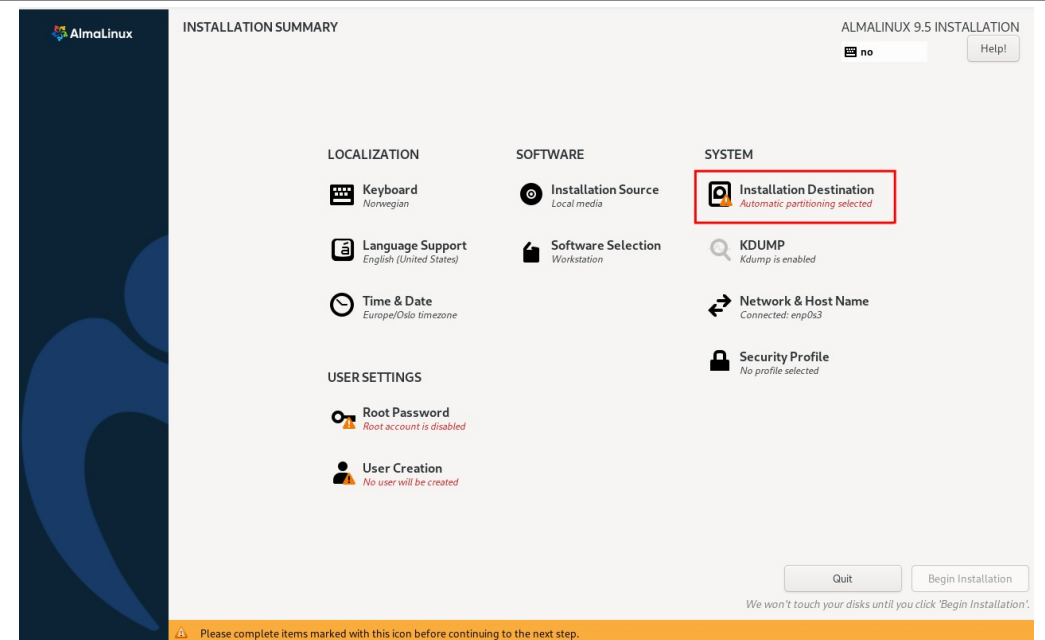 AlmaLinux
INSTALLATION SUMMARY
ALMALINUX 9.5 INSTALLATION
no
Help!
LOCALIZATION
Keyboard
Norwegian
Language Support
English (United States)
Time & Date
Europe/Oslo timezone
SOFTWARE
Installation Source
Local media
Software Selection
Workstation
SYSTEM
Installation Destination
Automatic partitioning selected
KDUMP
Kdump is enabled
Network & Host Name
Connected: enp0s3
Security Profile
No profile selected
USER SETTINGS
Root Password
Root account is disabled
User Creation
No user will be created
Quit
Begin Installation
We won't touch your disks until you click 'Begin Installation'.
Please complete items marked with this icon before continuing to the next step.